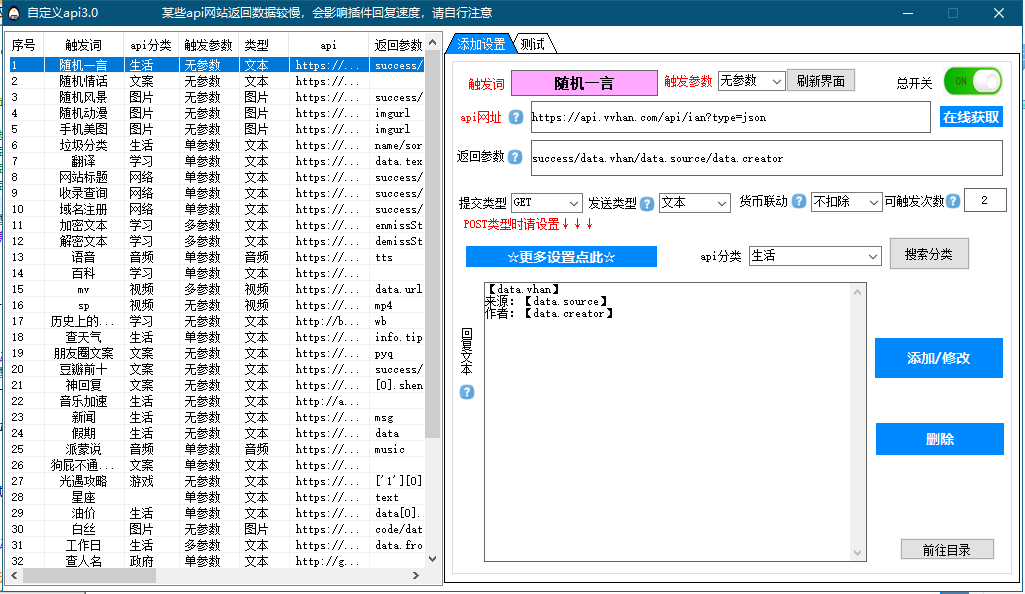 自定义api3.0 某些api网站返回数据较慢，会影响插件回复速度，请自行注意
序号 触发词 api分类 触发参数 类型 api 返回参数
1 随机一言 生活 无参数 文本 https://... success/
2 随机情话 文案 无参数 文本 https://...
3 随机风景 图片 无参数 图片 https://... success/
4 随机动漫 图片 无参数 图片 https://... imgurl
5 手机美图 图片 无参数 图片 https://... imgurl
6 垃圾分类 生活 单参数 文本 https://... name/sor
7 翻译 学习 单参数 文本 https://... data.tex
8 网站标题 网络 单参数 文本 https://... success/
9 收录查询 网络 单参数 文本 https://... success/
10 域名注册 网络 单参数 文本 https://... success/
11 加密文本 学习 多参数 文本 https://... enmissSt
12 解密文本 学习 多参数 文本 https://... demissSt
13 语音 音频 单参数 音频 https://... tts
14 百科 学习 单参数 文本 https://...
15 mv 视频 多参数 视频 https://... data.url
16 sp 视频 无参数 视频 https://... mp4
17 历史上的... 学习 无参数 文本 http://b... wb
18 查天气 生活 单参数 文本 https://... info.tip
19 朋友圈文案 文案 无参数 文本 https://... pyq
20 豆瓣前十 文案 无参数 文本 https://... success/
21 神回复 文案 无参数 文本 https://... [0].shen
22 音乐加速 生活 无参数 文本 http://a...
23 新闻 生活 无参数 文本 https://... msg
24 假期 生活 无参数 文本 https://... data
25 派蒙说 音频 单参数 音频 https://... music
26 狗屁不通... 文案 单参数 文本 https://...
27 光遇攻略 游戏 无参数 文本 https://... ['1'][0]
28 星座 单参数 文本 https://... text
29 油价 生活 单参数 文本 https://... data[0].
30 白丝 图片 无参数 图片 https://... code/dat
31 工作日 生活 多参数 文本 https://... data.fro
32 查人名 政府 单参数 文本 http://g...
添加设置 测试
触发词 随机一言 触发参数 无参数 刷新界面 总开关 ON
api网址 ? https://api.vvhan.com/api/ian?type=json 在线获取
返回参数 ? success/data.vhan/data.source/data.creator
提交类型 GET 发送类型 ? 文本 货币联动 ? 不扣除 可触发次数 ? 2
POST类型时请设置↓↓↓
☆更多设置点此☆ api分类 生活 搜索分类
回复文本 ?
【data.vhan】
来源：【data.source】
作者：【data.creator】
添加/修改
删除
前往目录